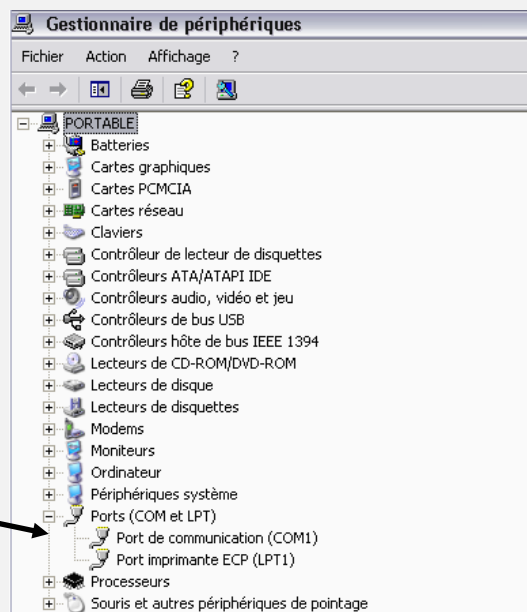 Gestionnaire de périphériques
Fichier Action Affichage ?
PORTABLE
Batteries
Cartes graphiques
Cartes PCMCIA
Cartes réseau
Claviers
Contrôleur de lecteur de disquettes
Contrôleurs ATA/ATAPI IDE
Contrôleurs audio, vidéo et jeu
Contrôleurs de bus USB
Contrôleurs hôte de bus IEEE 1394
Lecteurs de CD-ROM/DVD-ROM
Lecteurs de disque
Lecteurs de disquettes
Modems
Moniteurs
Ordinateur
Périphériques système
Ports (COM et LPT)
Port de communication (COM1)
Port imprimante ECP (LPT1)
Processeurs
Souris et autres périphériques de pointage